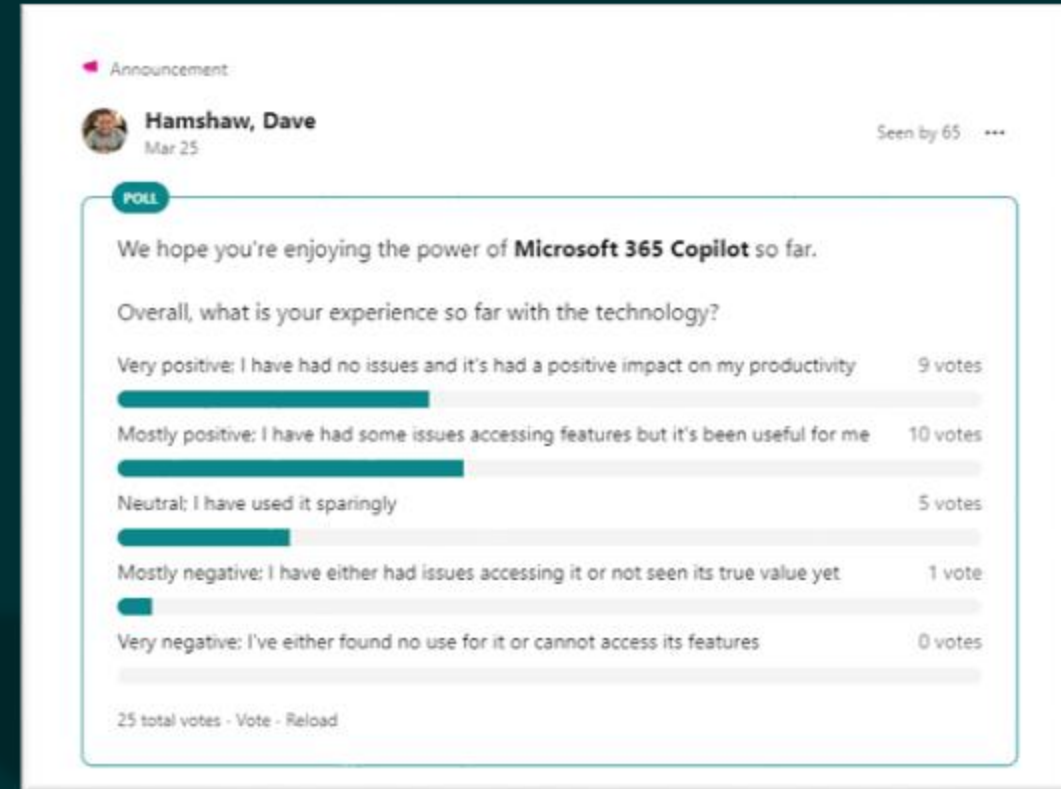 Announcement
Hamshaw, Dave
Mar 25
Seen by 65
POLL
We hope you're enjoying the power of Microsoft 365 Copilot so far.
Overall, what is your experience so far with the technology?
Very positive; I have had no issues and it's had a positive impact on my productivity 9 votes
Mostly positive; I have had some issues accessing features but it's been useful for me 10 votes
Neutral; I have used it sparingly 5 votes
Mostly negative; I have either had issues accessing it or not seen its true value yet 1 vote
Very negative; I've either found no use for it or cannot access its features 0 votes
25 total votes · Vote · Reload